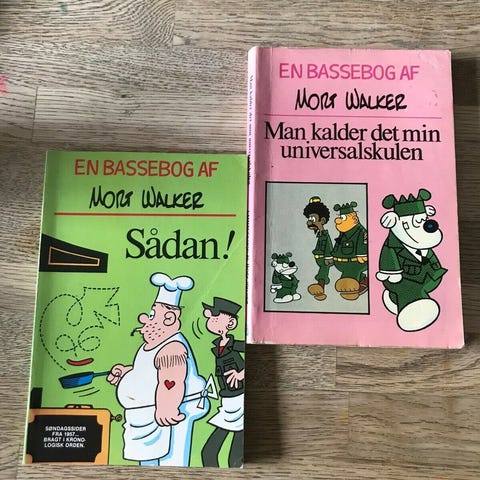 EN BASSEBOG AF
MORT WALKER
Man kalder det min
universalskulen
EN BASSEBOG AF
MORT WALKER
Sådan!
SØNDAGSSIDER
FRA 1957...
BRAGT I KRONO-
LOGISK ORDEN.